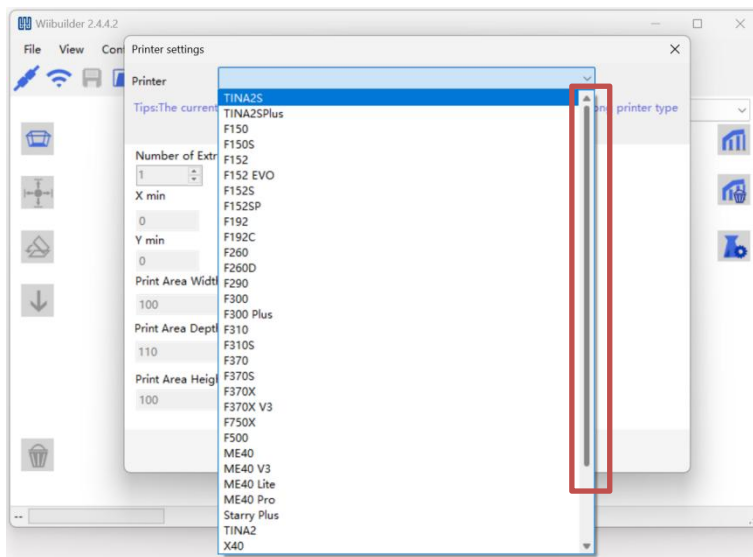 Wiibuilder 2.4.4.2
File View Con
Printer settings
Printer
Tips:The current
ong printer type
Number of Extr
1
X min
0
Y min
0
Print Area Widt
100
Print Area Dept
110
Print Area Heigh
100
TINA2S
TINA2SPlus
F150
F150S
F152
F152 EVO
F152S
F152SP
F192
F192C
F260
F260D
F290
F300
F300 Plus
F310
F310S
F370
F370S
F370X
F370X V3
F750X
F500
ME40
ME40 V3
ME40 Lite
ME40 Pro
Starry Plus
TINA2
X40
--